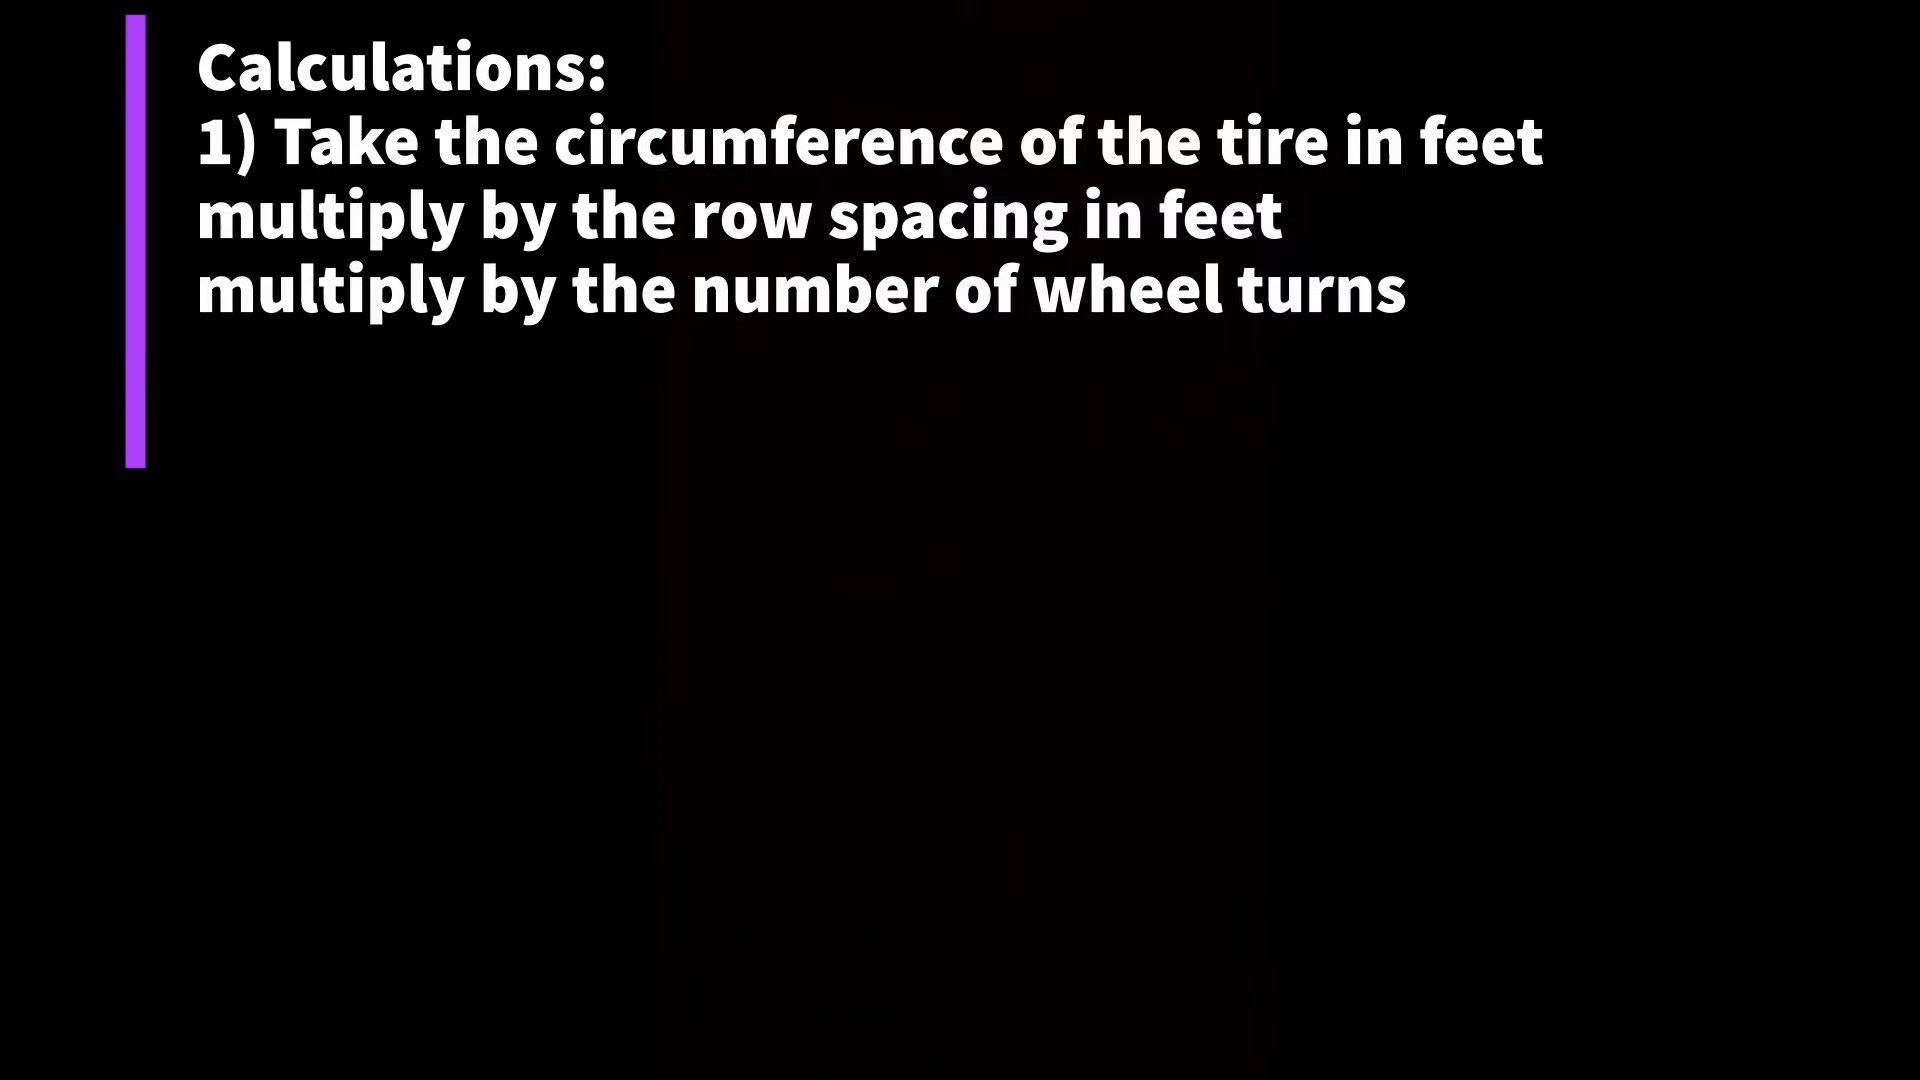 Calculations:
1) Take the circumference of the tire in feet
multiply by the row spacing in feet
multiply by the number of wheel turns